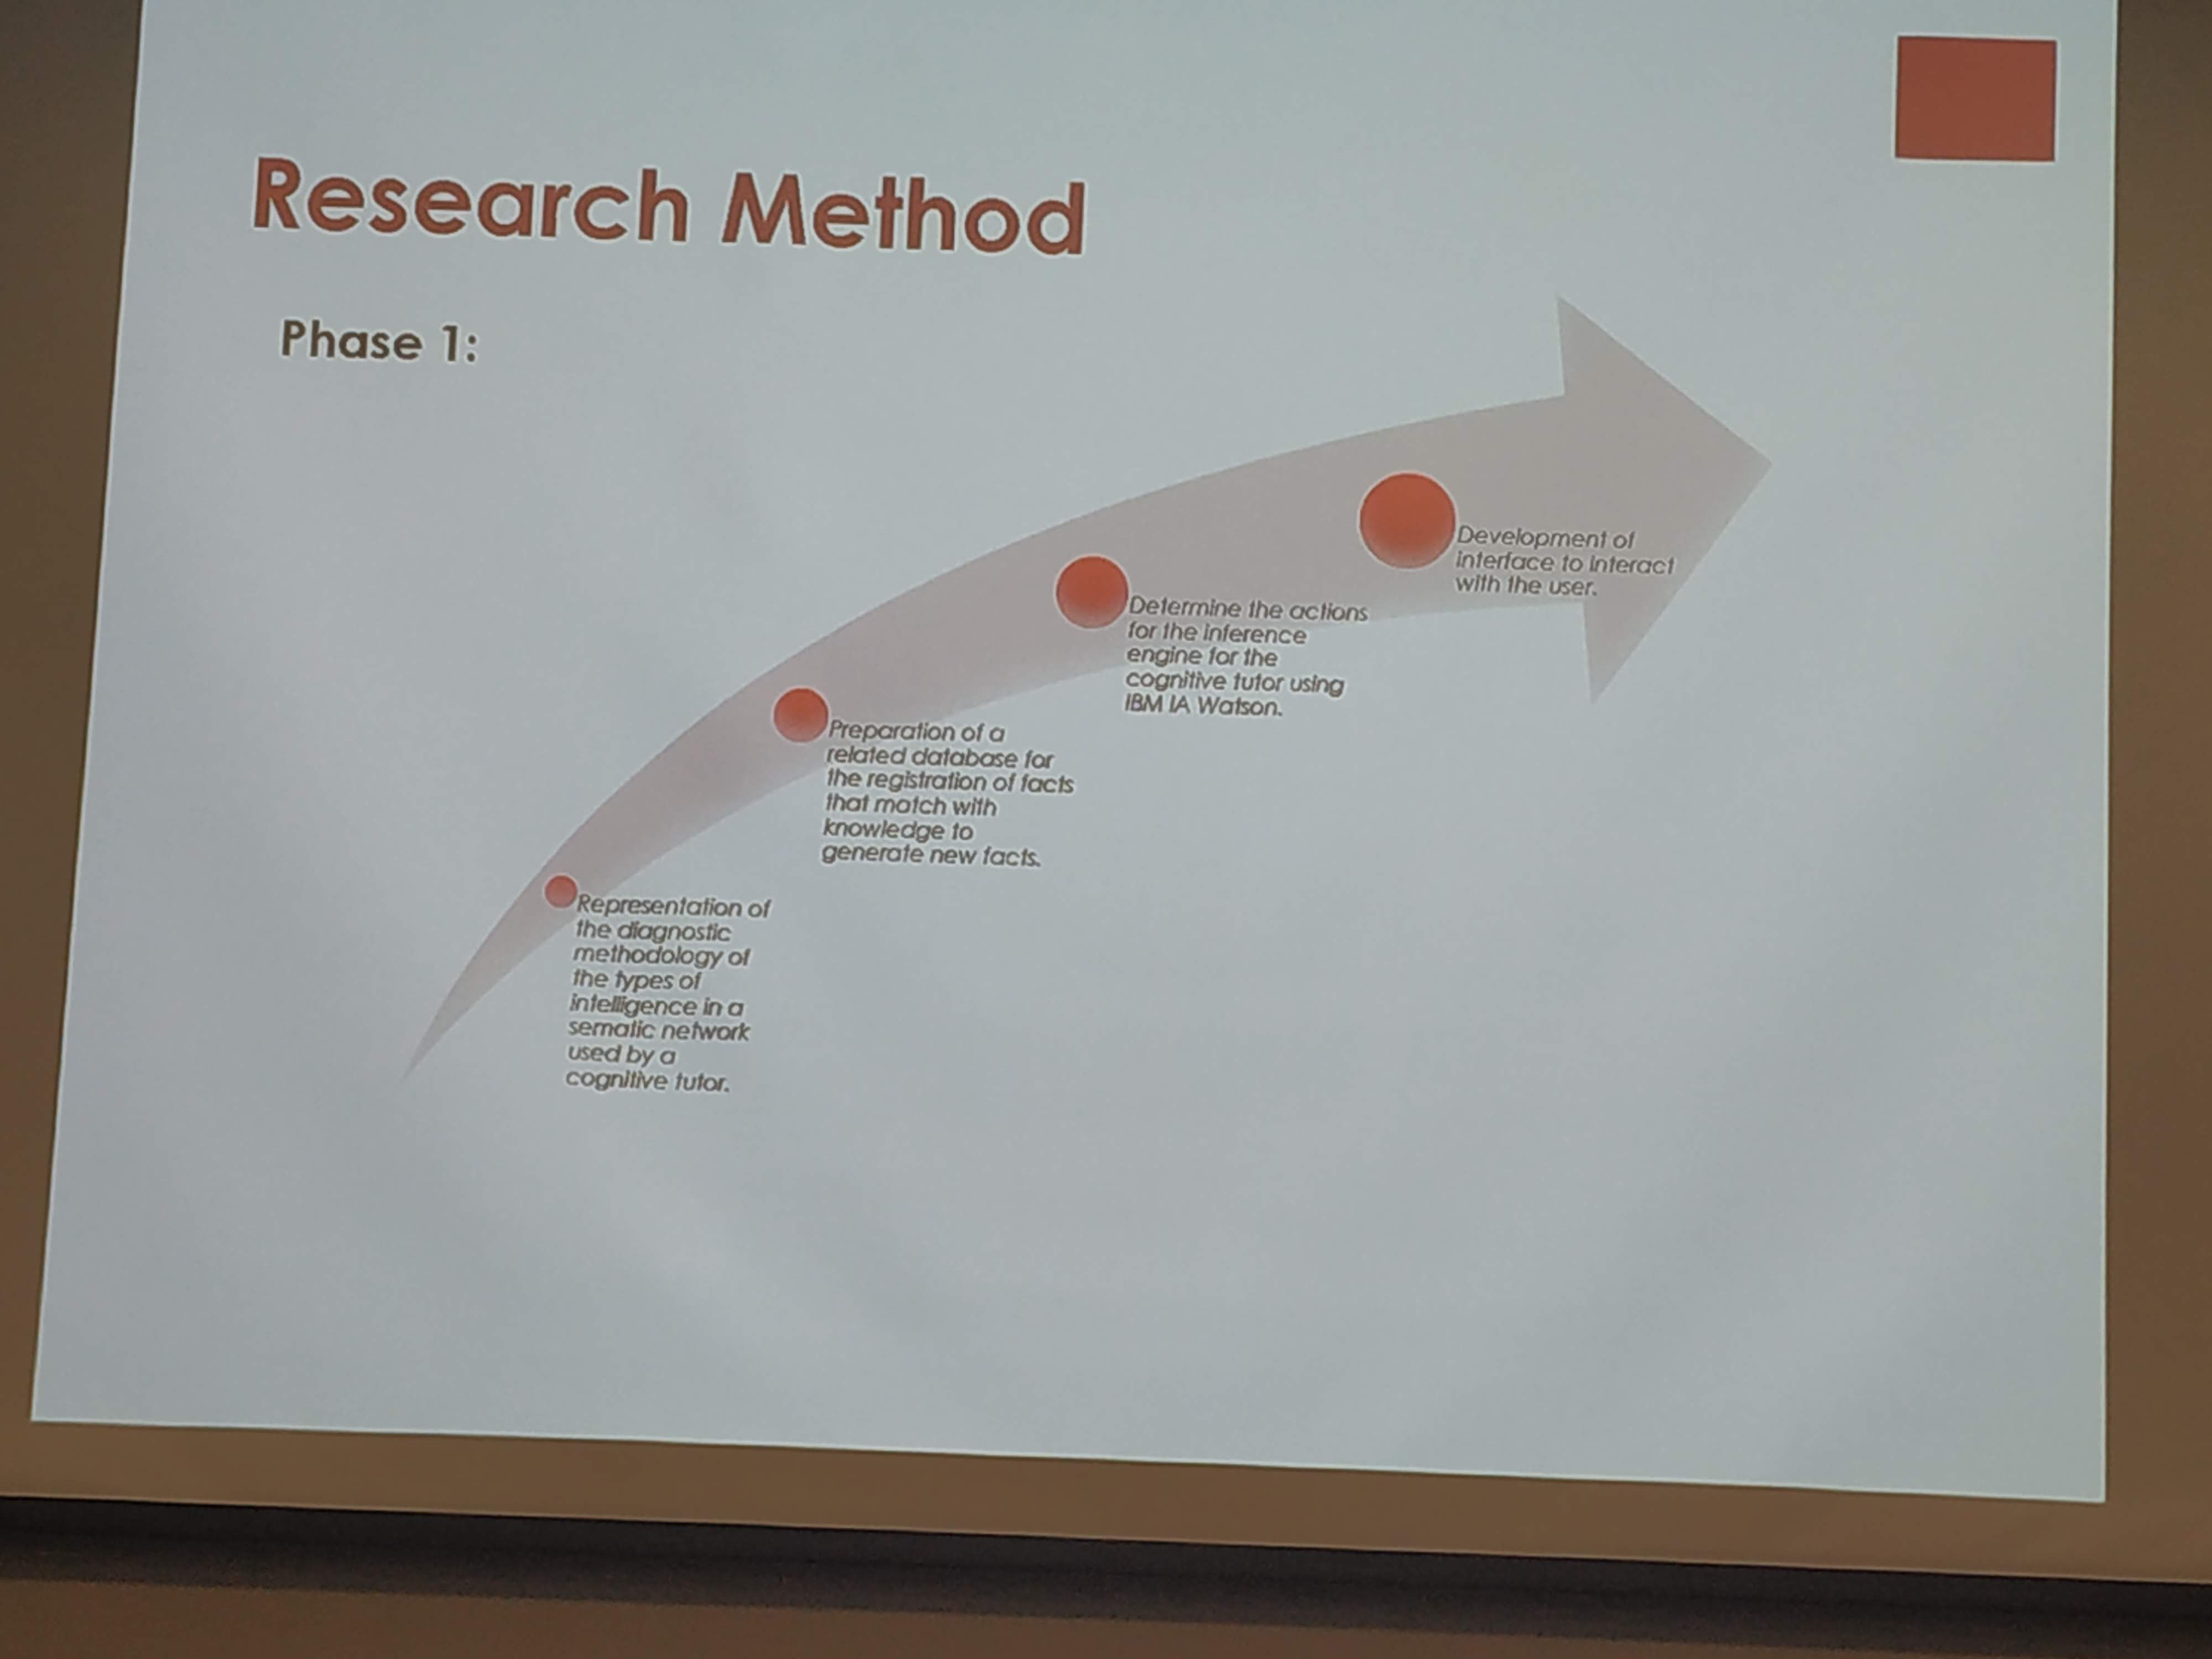 Research Method
Phase 1:
Representation of
the diagnostic
methodology of
the types of
intelligence in a
sematic network
used by a
cognitive tutor.
Preparation of a
related database for
the registration of facts
that match with
knowledge to
generate new facts.
Determine the actions
for the inference
engine for the
cognitive tutor using
IBM IA Watson.
Development of
interface to interact
with the user.